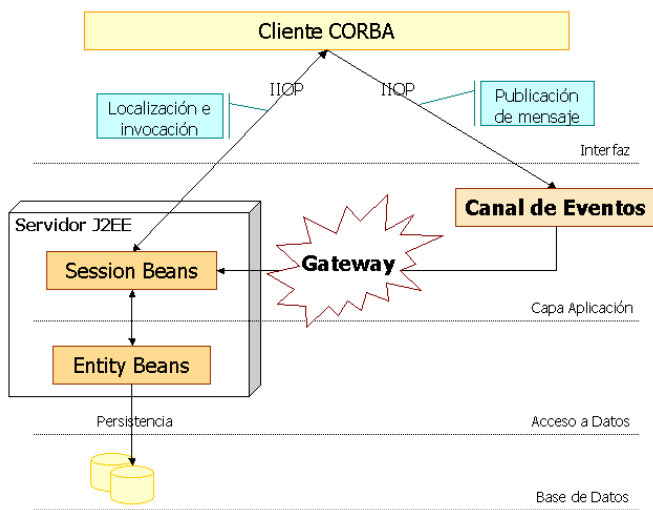 Cliente CORBA
IIOP
IIOP
Localización e
invocación
Publicación
de mensaje
Interfaz
Canal de Eventos
Servidor J2EE
Gateway
Session Beans
Capa Aplicación
Entity Beans
Persistencia
Acceso a Datos
Base de Datos